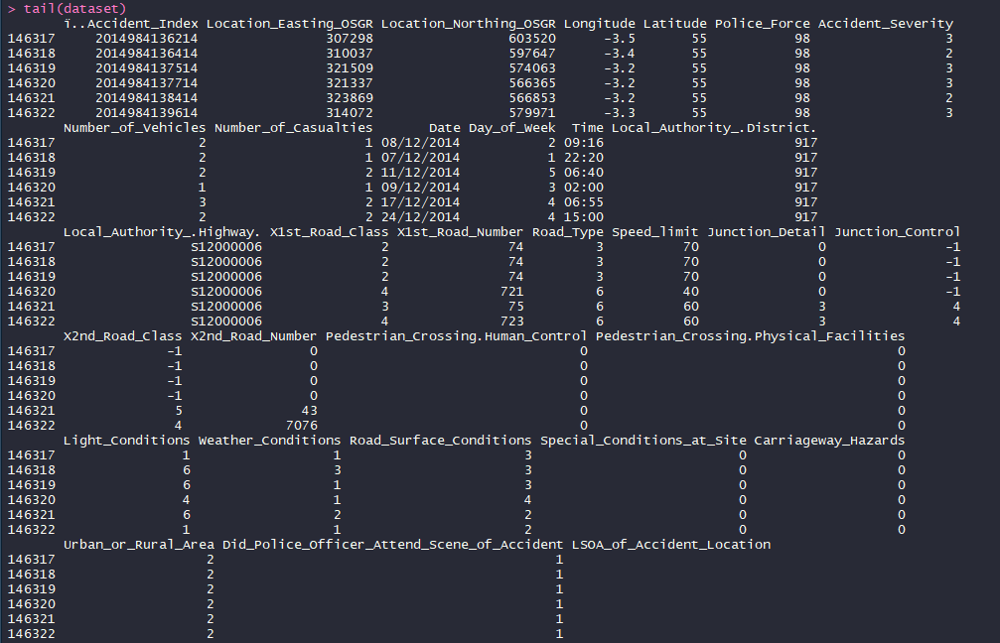 > tail(dataset)
ï..Accident_Index Location_Easting_OSGR Location_Northing_OSGR Longitude Latitude Police_Force Accident_Severity
146317 2014984136214 307298 603520 -3.5 55 98 3
146318 2014984136414 310037 597647 -3.4 55 98 2
146319 2014984137514 321509 574063 -3.2 55 98 3
146320 2014984137714 321337 566365 -3.2 55 98 3
146321 2014984138414 323869 566853 -3.2 55 98 2
146322 2014984139614 314072 579971 -3.3 55 98 3
Number_of_Vehicles Number_of_Casualties Date Day_of_Week Time Local_Authority_.District.
146317 2 1 08/12/2014 2 09:16 917
146318 2 1 07/12/2014 1 22:20 917
146319 2 2 11/12/2014 5 06:40 917
146320 1 1 09/12/2014 3 02:00 917
146321 3 2 17/12/2014 4 06:55 917
146322 2 2 24/12/2014 4 15:00 917
Local_Authority_.Highway. X1st_Road_Class X1st_Road_Number Road_Type Speed_limit Junction_Detail Junction_Control
146317 S12000006 2 74 3 70 0 -1
146318 S12000006 2 74 3 70 0 -1
146319 S12000006 2 74 3 70 0 -1
146320 S12000006 4 721 6 40 0 -1
146321 S12000006 3 75 6 60 3 4
146322 S12000006 4 723 6 60 3 4
X2nd_Road_Class X2nd_Road_Number Pedestrian_Crossing.Human_Control Pedestrian_Crossing.Physical_Facilities
146317 -1 0 0 0
146318 -1 0 0 0
146319 -1 0 0 0
146320 -1 0 0 0
146321 5 43 0 0
146322 4 7076 0 0
Light_Conditions Weather_Conditions Road_Surface_Conditions Special_Conditions_at_Site Carriageway_Hazards
146317 1 1 3 0 0
146318 6 3 3 0 0
146319 6 1 3 0 0
146320 4 1 4 0 0
146321 6 2 2 0 0
146322 1 1 2 0 0
Urban_or_Rural_Area Did_Police_Officer_Attend_Scene_of_Accident LSOA_of_Accident_Location
146317 2 1
146318 2 1
146319 2 1
146320 2 1
146321 2 1
146322 2 1